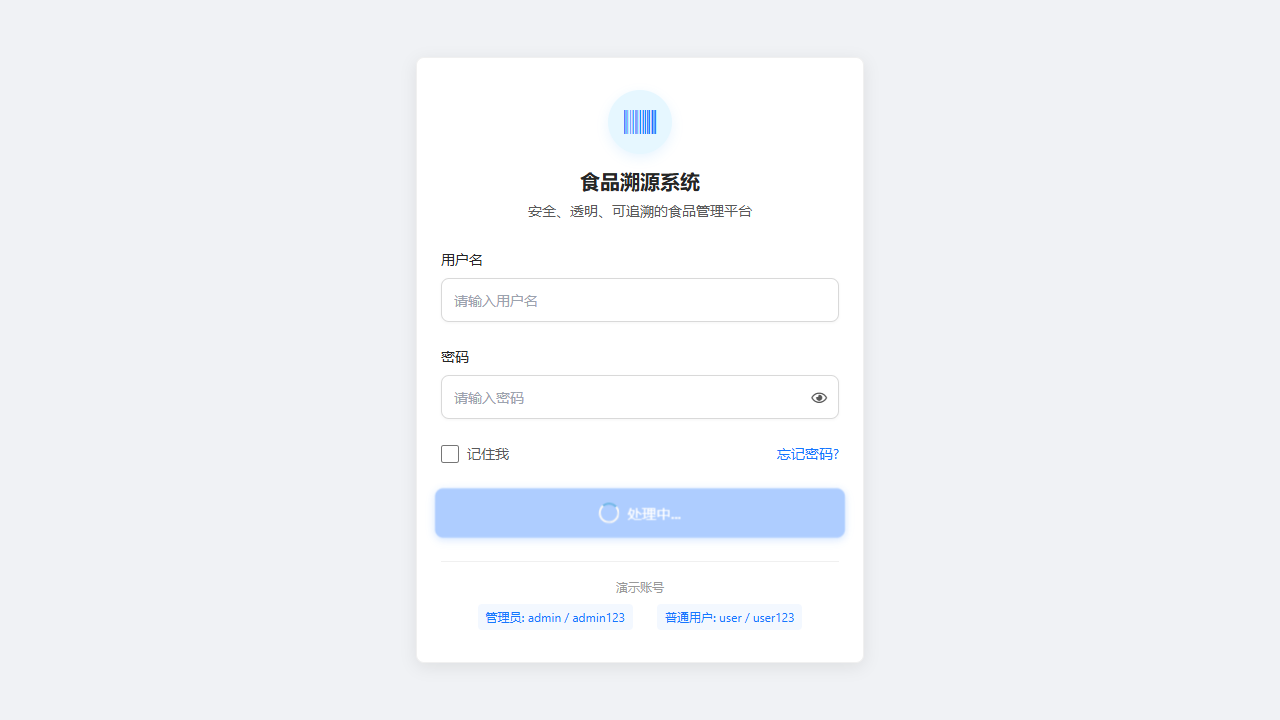 食品溯源系统
安全、透明、可追溯的食品管理平台
用户名
请输入用户名
密码
请输入密码
记住我 忘记密码?
处理中...
演示账号
管理员: admin / admin123 普通用户: user / user123